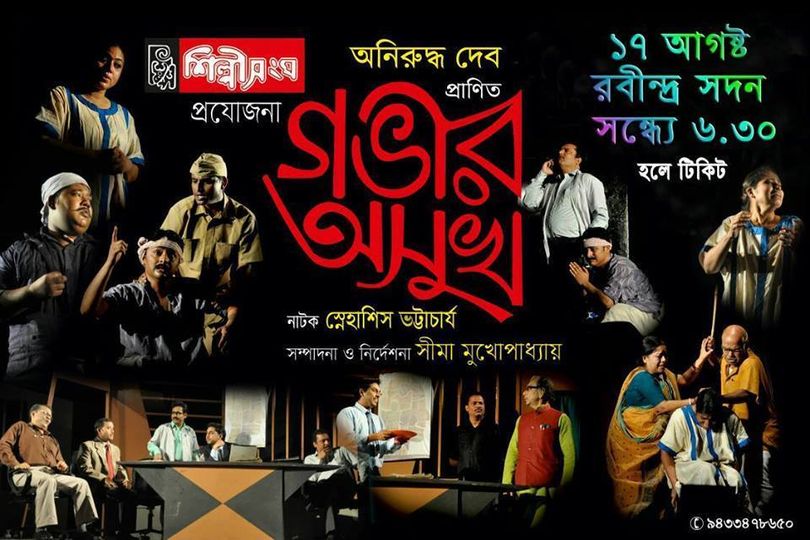 শিল্পীসংঘ
প্রযোজনা
অনিরুদ্ধ দেব
প্রাণিত
গভীর
অসুখ
নাটক স্নেহাশিস ভট্টাচার্য
সম্পাদনা ও নির্দেশনা সীমা মুখোপাধ্যায়
১৭ আগষ্ট
রবীন্দ্র সদন
সন্ধ্যে ৬.৩০
হলে টিকিট
✆ ৯৪৩৩৪৭৮৬৫০